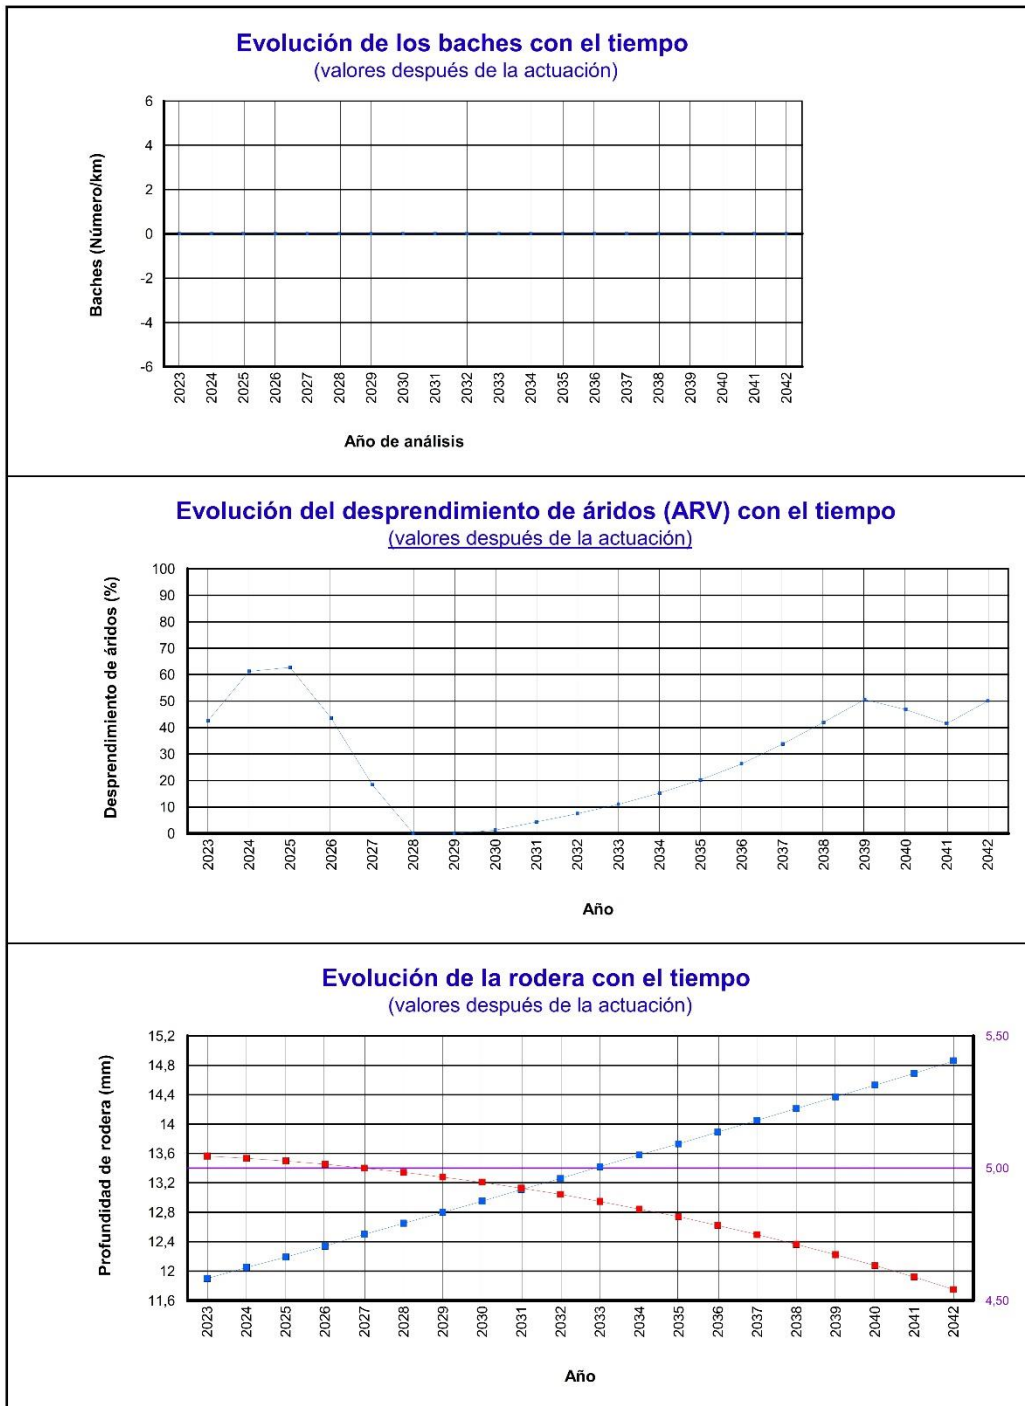 Evolución de los baches con el tiempo
(valores después de la actuación)
Baches (Número/km)
6
4
2
0
-2
-4
-6
2023 2024 2025 2026 2027 2028 2029 2030 2031 2032 2033 2034 2035 2036 2037 2038 2039 2040 2041 2042
Año de análisis
Evolución del desprendimiento de áridos (ARV) con el tiempo
(valores después de la actuación)
Desprendimiento de áridos (%)
100
90
80
70
60
50
40
30
20
10
0
2023 2024 2025 2026 2027 2028 2029 2030 2031 2032 2033 2034 2035 2036 2037 2038 2039 2040 2041 2042
Año
Evolución de la rodera con el tiempo
(valores después de la actuación)
Profundidad de rodera (mm)
15,2 5,50
14,8
14,4
14
13,6
5,00
13,2
12,8
12,4
12
11,6 4,50
2023 2024 2025 2026 2027 2028 2029 2030 2031 2032 2033 2034 2035 2036 2037 2038 2039 2040 2041 2042
Año